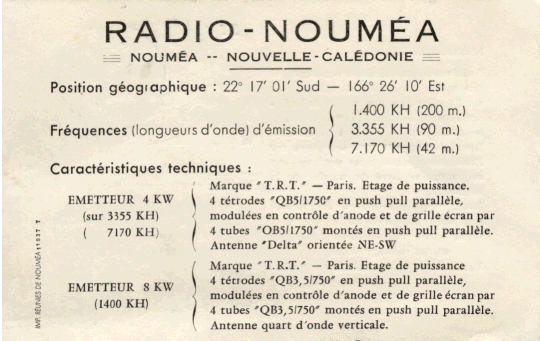 RADIO-NOUMÉA
NOUMÉA -- NOUVELLE-CALÉDONIE
Position géographique : 22° 17' 01' Sud — 166° 26' 10' Est
Fréquences (longueurs d'onde) d'émission
1.400 KH (200 m.)
3.355 KH (90 m.)
7.170 KH (42 m.)
Caractéristiques techniques :
EMETTEUR 4 KW
(sur 3355 KH)
( 7170 KH)
Marque "T.R.T." — Paris. Etage de puissance.
4 tétrodes "QB5/1750" en push pull parallèle,
modulées en contrôle d'anode et de grille écran par
4 tubes "OB5/1750" montés en push pull parallèle.
Antenne "Delta" orientée NE-SW
EMETTEUR 8 KW
(1400 KH)
Marque "T.R.T." — Paris. Etage de puissance
4 tétrodes "QB3,5/750" en push pull parallèle,
modulées en contrôle d'anode et de grille écran par
4 tubes "QB3,5/750" montés en push pull parallèle.
Antenne quart d'onde verticale.
IMP. RÉUNIES DE NOUMÉA